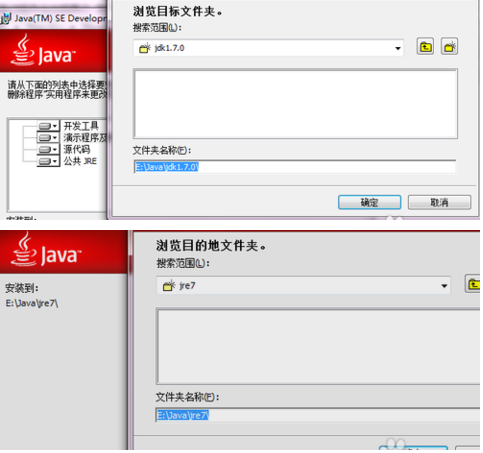 Java(TM) SE Developm
Java™
请从下面的列表中选择要
删除程序"实用程序来更改
开发工具
演示程序及
源代码
公共 JRE
安装到:
浏览目标文件夹。
搜索范围(L):
jdk1.7.0
文件夹名称(F):
E:\Java\jdk1.7.0\
确定
取消
Java™
安装到:
E:\Java\jre7\
浏览目的地文件夹。
搜索范围(L):
jre7
文件夹名称(F):
E:\Java\jre7\